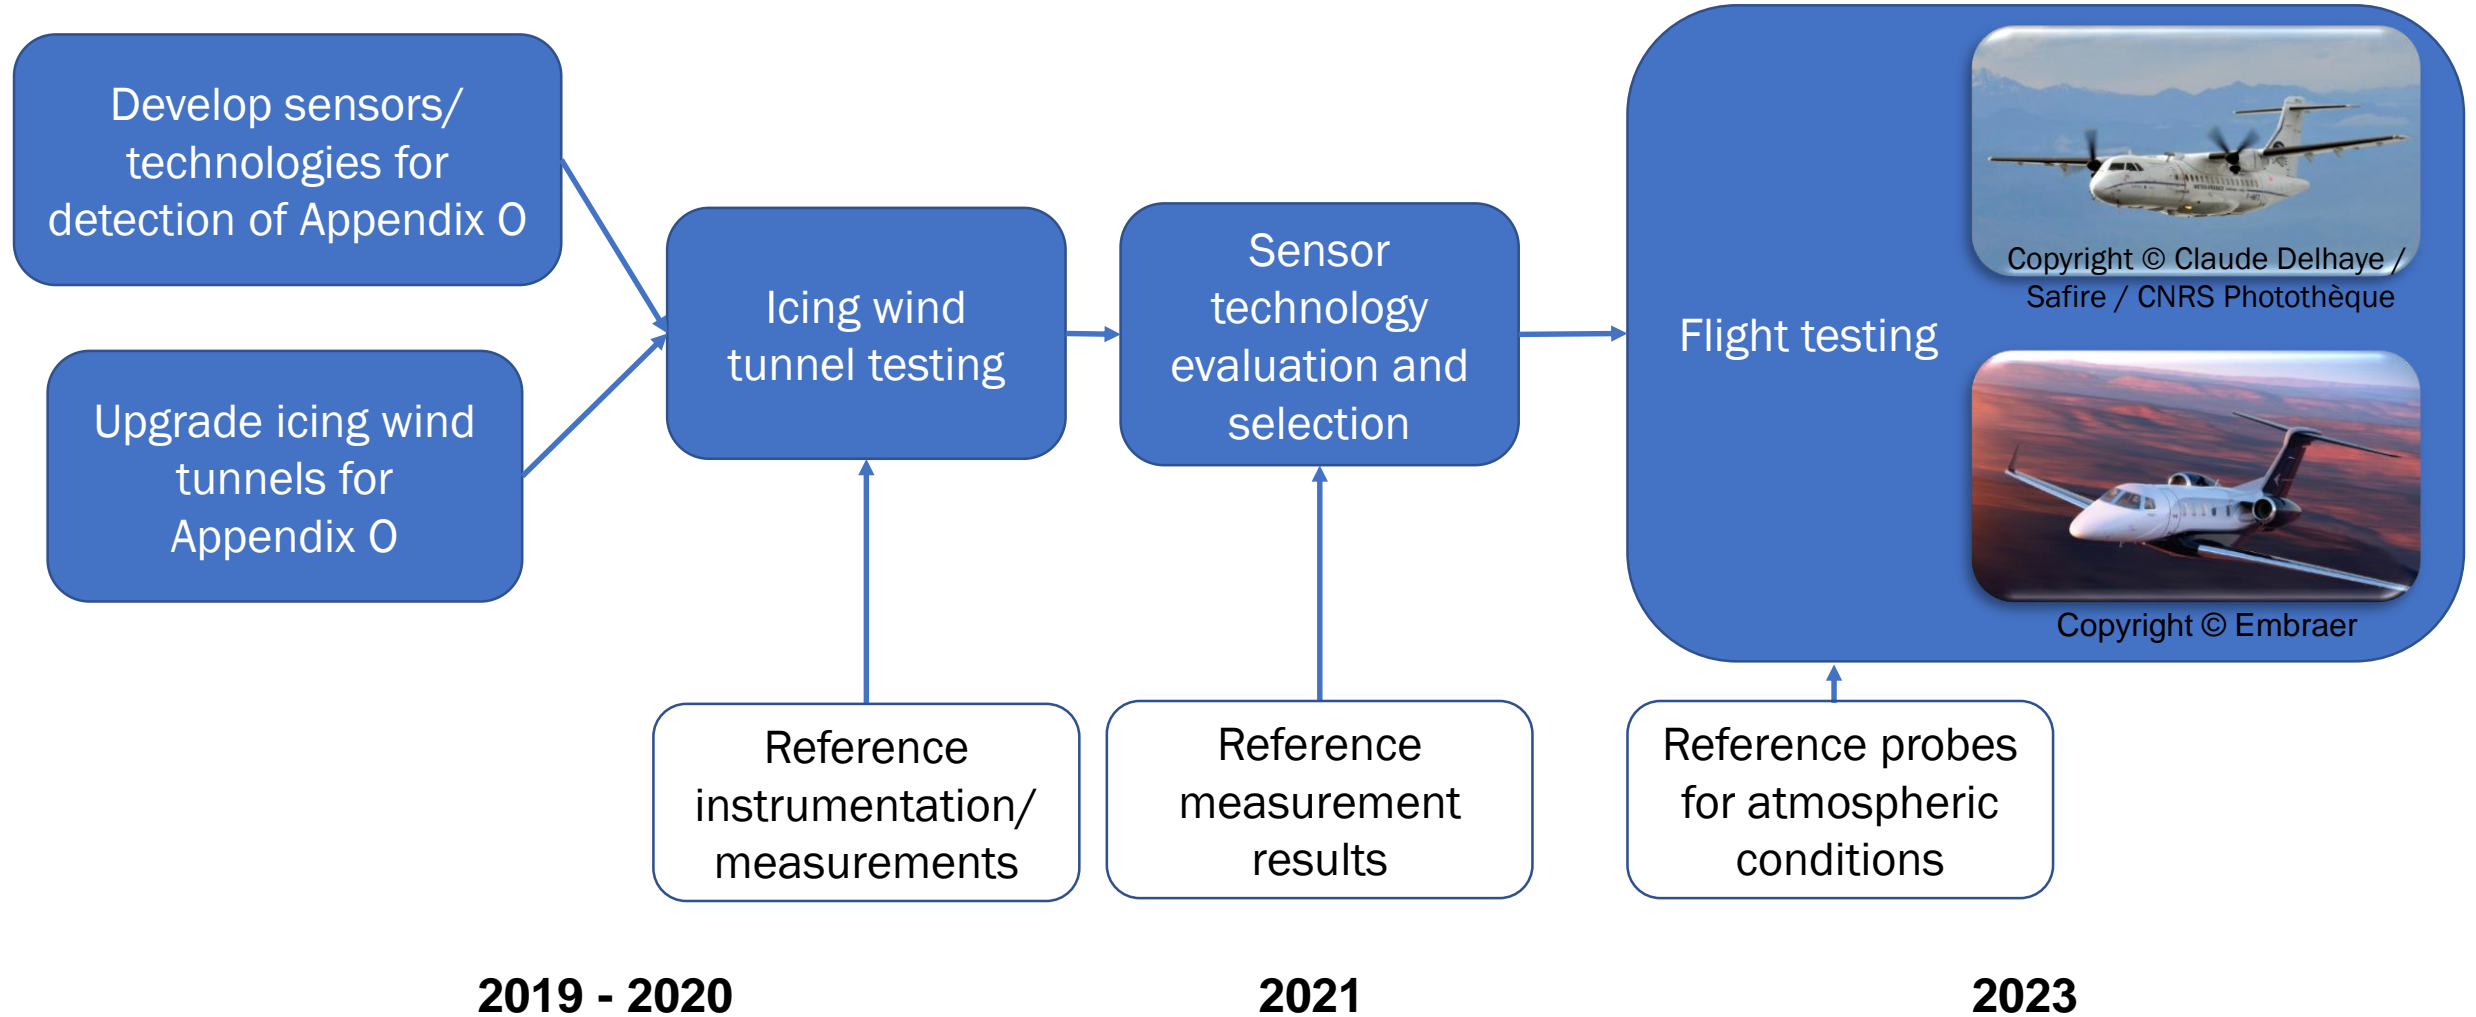 Develop sensors/
technologies for
detection of Appendix O
Upgrade icing wind
tunnels for
Appendix O
Icing wind
tunnel testing
Sensor
technology
evaluation and
selection
Flight testing
Copyright © Claude Delhaye /
Safire / CNRS Photothèque
Copyright © Embraer
Reference
instrumentation/
measurements
Reference
measurement
results
Reference probes
for atmospheric
conditions
2019 - 2020
2021
2023